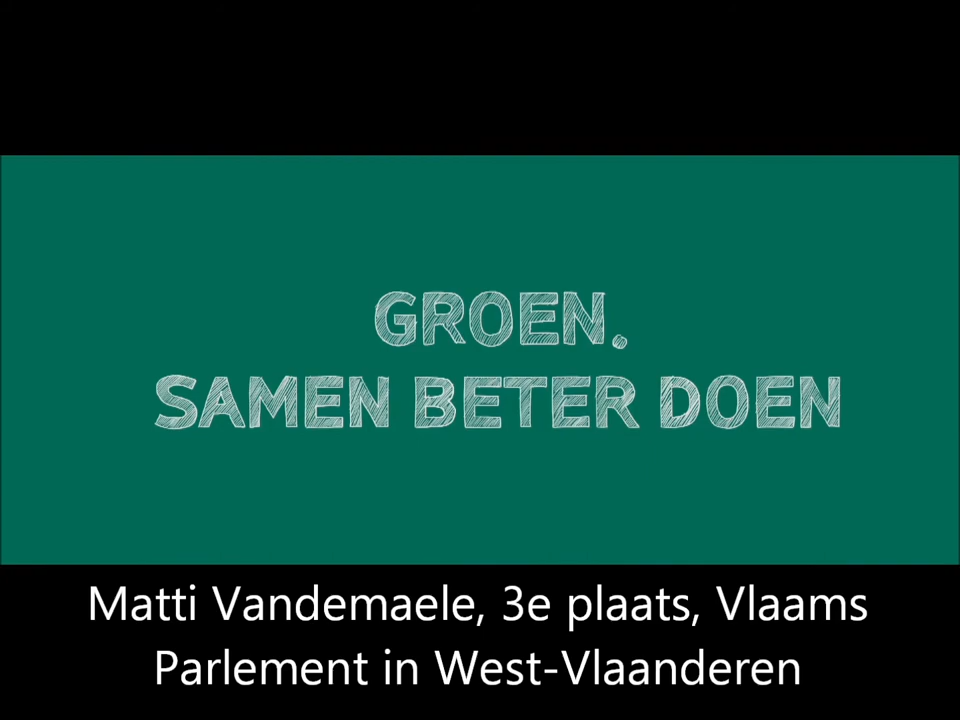 GROEN.
SAMEN BETER DOEN
Matti Vandemaele, 3e plaats, Vlaams
Parlement in West-Vlaanderen